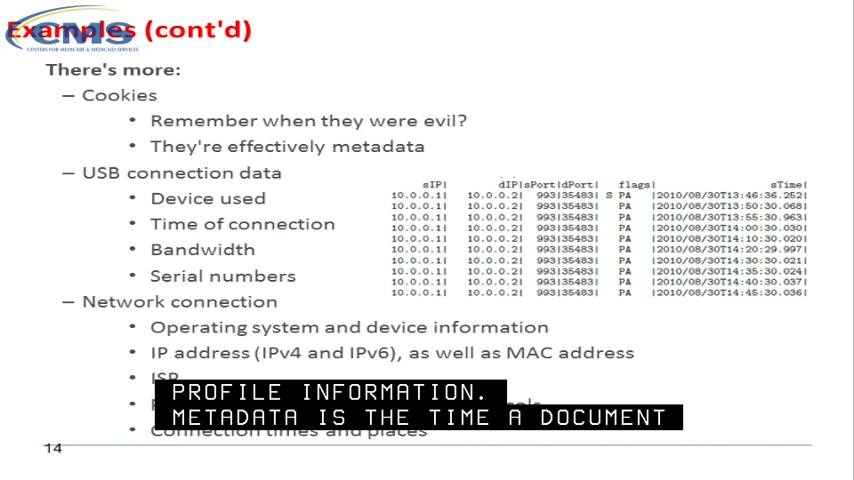 Examples (cont'd)
CMS
CENTERS FOR MEDICARE & MEDICAID SERVICES
There's more:
– Cookies
• Remember when they were evil?
• They're effectively metadata
– USB connection data
• Device used
• Time of connection
• Bandwidth
• Serial numbers
sIP| dIP|sPort|dPort| flags| sTime|
10.0.0.1| 10.0.0.2| 993|35483| S PA |2010/08/30T13:46:36.252|
10.0.0.1| 10.0.0.2| 993|35483| PA |2010/08/30T13:50:30.068|
10.0.0.1| 10.0.0.2| 993|35483| PA |2010/08/30T13:55:30.963|
10.0.0.1| 10.0.0.2| 993|35483| PA |2010/08/30T14:00:30.030|
10.0.0.1| 10.0.0.2| 993|35483| PA |2010/08/30T14:10:30.020|
10.0.0.1| 10.0.0.2| 993|35483| PA |2010/08/30T14:20:29.997|
10.0.0.1| 10.0.0.2| 993|35483| PA |2010/08/30T14:30:30.021|
10.0.0.1| 10.0.0.2| 993|35483| PA |2010/08/30T14:35:30.024|
10.0.0.1| 10.0.0.2| 993|35483| PA |2010/08/30T14:40:30.037|
10.0.0.1| 10.0.0.2| 993|35483| PA |2010/08/30T14:45:30.036|
– Network connection
• Operating system and device information
• IP address (IPv4 and IPv6), as well as MAC address
• ISP
PROFILE INFORMATION.
METADATA IS THE TIME A DOCUMENT
• Connection times and places
14